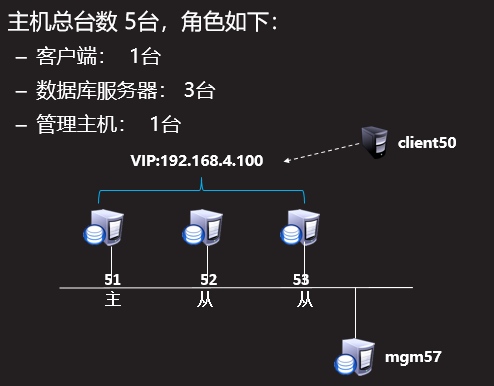 主机总台数 5台，角色如下：
– 客户端： 1台
– 数据库服务器： 3台
– 管理主机： 1台
client50
VIP:192.168.4.100
51 52 53
主 从 从
mgm57